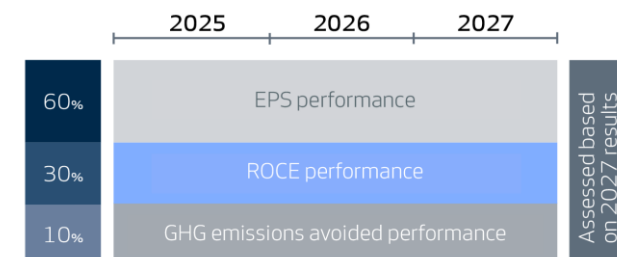 2025 2026 2027
60% EPS performance
30% ROCE performance
10% GHG emissions avoided performance
Assessed based
on 2027 results